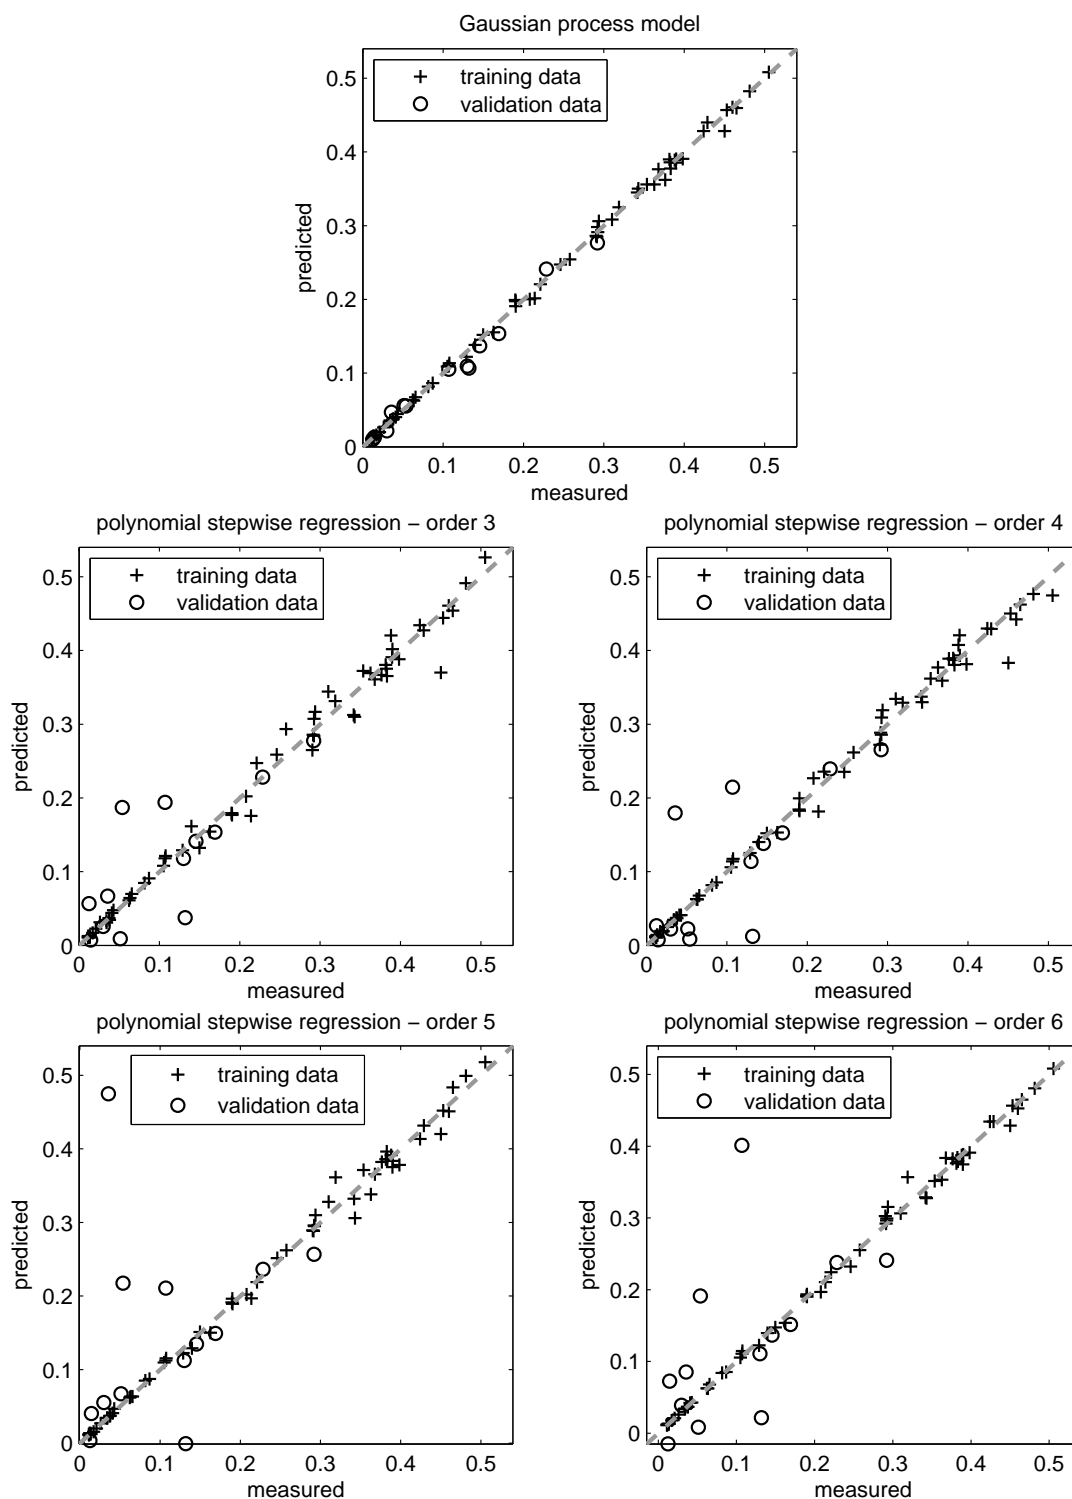 Gaussian process model
training data
validation data
0.5
0.4
0.3
0.2
0.1
0
predicted
0 0.1 0.2 0.3 0.4 0.5
measured
polynomial stepwise regression – order 3
training data
validation data
0.5
0.4
0.3
0.2
0.1
0
predicted
0 0.1 0.2 0.3 0.4 0.5
measured
polynomial stepwise regression – order 4
training data
validation data
0.5
0.4
0.3
0.2
0.1
0
predicted
0 0.1 0.2 0.3 0.4 0.5
measured
polynomial stepwise regression – order 5
training data
validation data
0.5
0.4
0.3
0.2
0.1
0
predicted
0 0.1 0.2 0.3 0.4 0.5
measured
polynomial stepwise regression – order 6
training data
validation data
0.5
0.4
0.3
0.2
0.1
0
predicted
0 0.1 0.2 0.3 0.4 0.5
measured